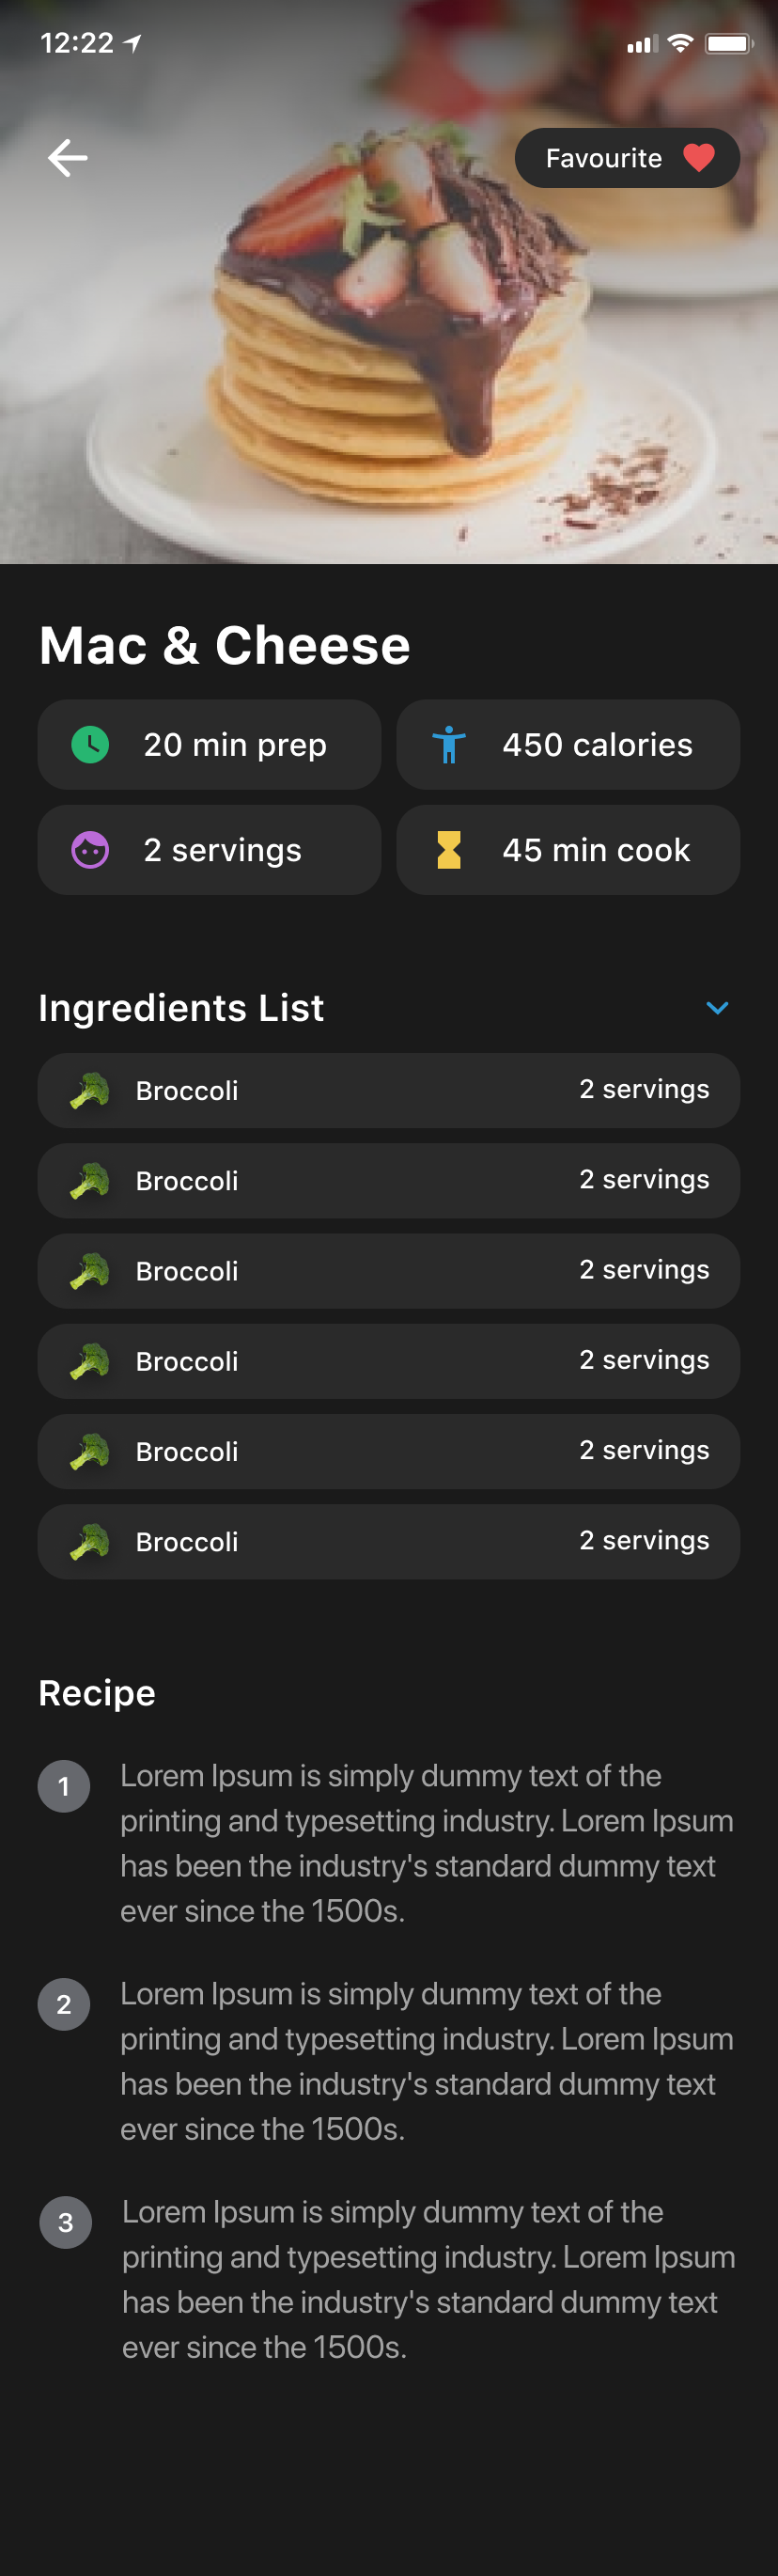 12:22
Favourite
Mac & Cheese
20 min prep
450 calories
2 servings
45 min cook
Ingredients List
Broccoli 2 servings
Broccoli 2 servings
Broccoli 2 servings
Broccoli 2 servings
Broccoli 2 servings
Broccoli 2 servings
Recipe
1 Lorem Ipsum is simply dummy text of the
printing and typesetting industry. Lorem Ipsum
has been the industry's standard dummy text
ever since the 1500s.
2 Lorem Ipsum is simply dummy text of the
printing and typesetting industry. Lorem Ipsum
has been the industry's standard dummy text
ever since the 1500s.
3 Lorem Ipsum is simply dummy text of the
printing and typesetting industry. Lorem Ipsum
has been the industry's standard dummy text
ever since the 1500s.